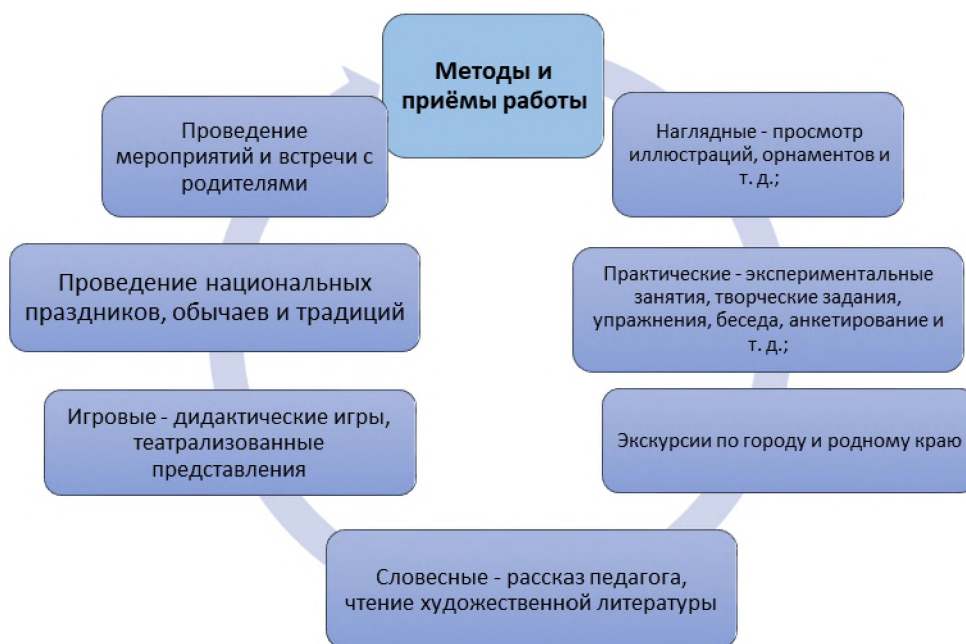 Методы и
приёмы работы
Наглядные - просмотр
иллюстраций, орнаментов и
т. д.;
Практические - экспериментальные
занятия, творческие задания,
упражнения, беседа, анкетирование и
т. д.;
Экскурсии по городу и родному краю
Словесные - рассказ педагога,
чтение художественной литературы
Игровые - дидактические игры,
театрализованные
представления
Проведение национальных
праздников, обычаев и традиций
Проведение
мероприятий и встречи с
родителями